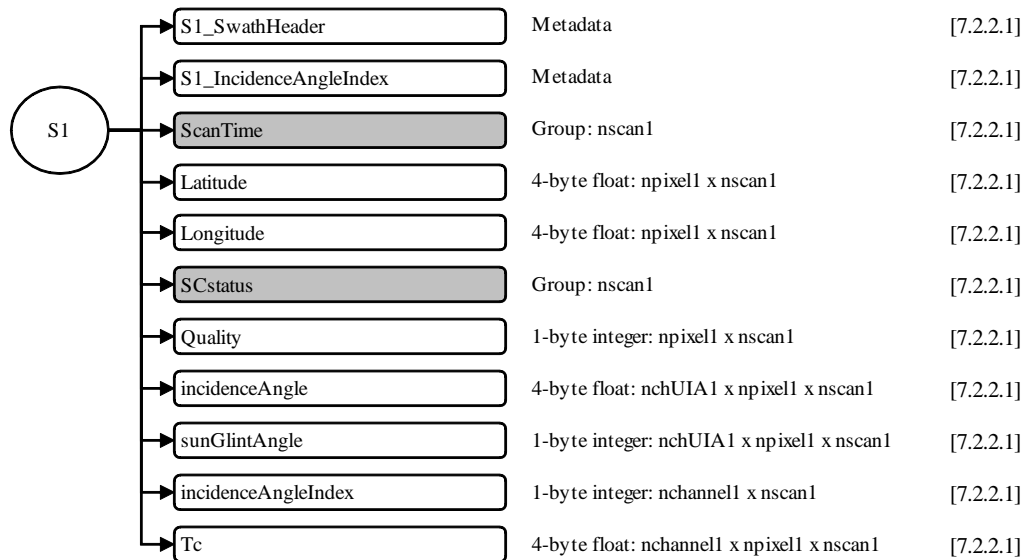 S1_SwathHeader Metadata [7.2.2.1]
S1_IncidenceAngleIndex Metadata [7.2.2.1]
S1 ScanTime Group: nscan1 [7.2.2.1]
Latitude 4-byte float: npixel1 x nscan1 [7.2.2.1]
Longitude 4-byte float: npixel1 x nscan1 [7.2.2.1]
SCstatus Group: nscan1 [7.2.2.1]
Quality 1-byte integer: npixel1 x nscan1 [7.2.2.1]
incidenceAngle 4-byte float: nchUIA1 x npixel1 x nscan1 [7.2.2.1]
sunGlintAngle 1-byte integer: nchUIA1 x npixel1 x nscan1 [7.2.2.1]
incidenceAngleIndex 1-byte integer: nchannel1 x nscan1 [7.2.2.1]
Tc 4-byte float: nchannel1 x npixel1 x nscan1 [7.2.2.1]